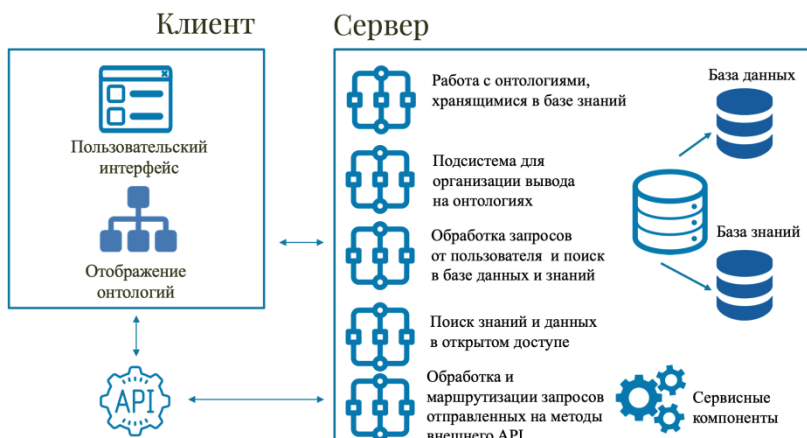 Клиент
Сервер
Пользовательский
интерфейс
Отображение
онтологий
API
Работа с онтологиями,
хранящимися в базе знаний
Подсистема для
организации вывода
на онтологиях
Обработка запросов
от пользователя и поиск
в базе данных и знаний
Поиск знаний и данных
в открытом доступе
Обработка и
маршрутизации запросов
отправленных на методы
внешнего API
База данных
База знаний
Сервисные
компоненты